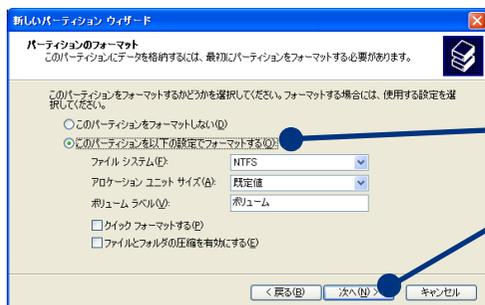 新しいパーティション ウィザード
パーティションのフォーマット
このパーティションにデータを格納するには、最初にパーティションをフォーマットする必要があります。
このパーティションをフォーマットするかどうかを選択してください。フォーマットする場合には、使用する設定を選
択してください。
このパーティションをフォーマットしない(D)
このパーティションを以下の設定でフォーマットする(O):
ファイル システム(F): NTFS
アロケーション ユニット サイズ(A): 既定値
ボリューム ラベル(V): ボリューム
クイック フォーマットする(P)
ファイルとフォルダの圧縮を有効にする(E)
< 戻る(B) 次へ(N) > キャンセル